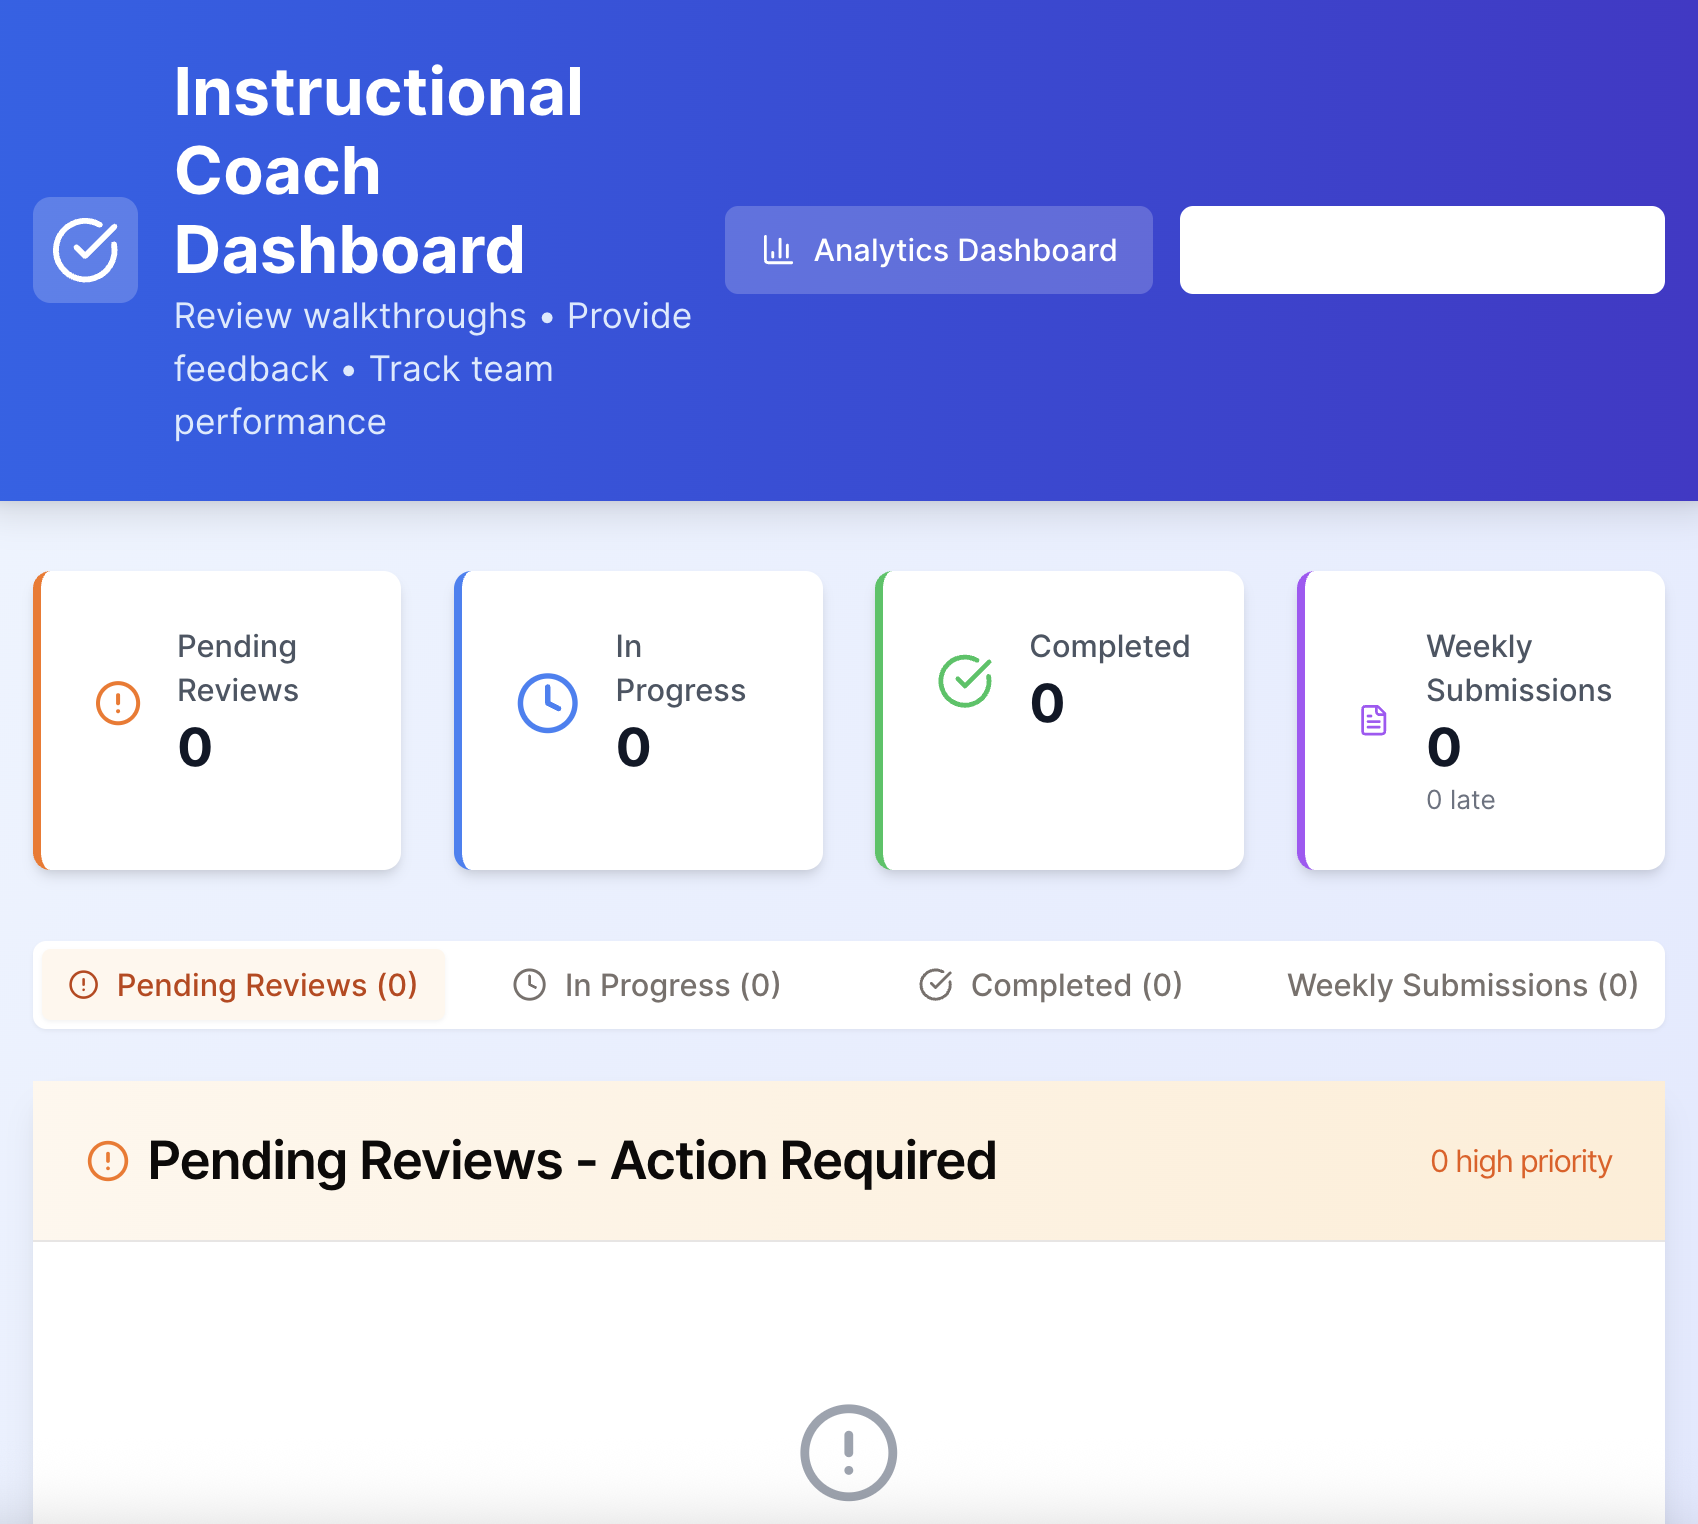 Instructional
Coach
Dashboard
Review walkthroughs • Provide
feedback • Track team
performance
Analytics Dashboard
Pending
Reviews
0
In
Progress
0
Completed
0
Weekly
Submissions
0
0 late
Pending Reviews (0)
In Progress (0)
Completed (0)
Weekly Submissions (0)
Pending Reviews - Action Required
0 high priority